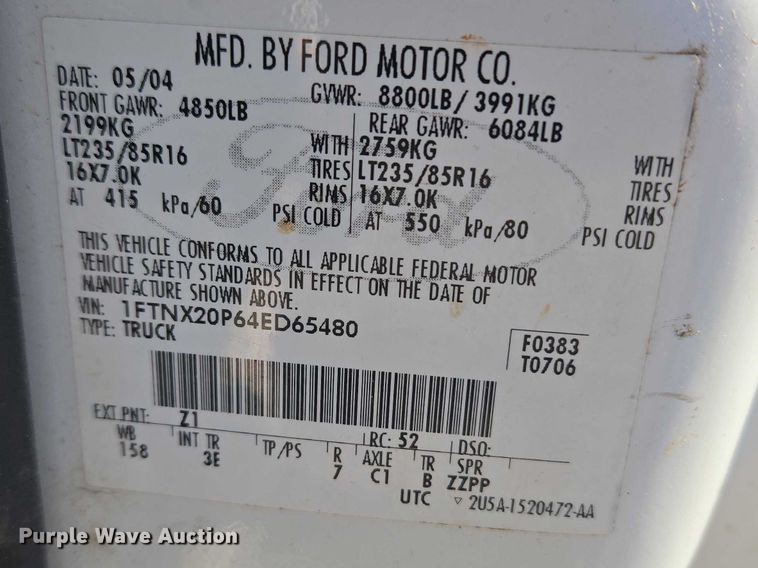 MFD. BY FORD MOTOR CO.
DATE: 05/04 GVWR: 8800LB/ 3991KG
FRONT GAWR: 4850LB REAR GAWR: 6084LB
2199KG WITH 2759KG WITH
LT235/85R16 TIRES LT235/85R16 TIRES
16X7.0K RIMS 16X7.0K RIMS
AT 415 kPa/60 PSI COLD AT 550 kPa/80 PSI COLD
Ford
THIS VEHICLE CONFORMS TO ALL APPLICABLE FEDERAL MOTOR
VEHICLE SAFETY STANDARDS IN EFFECT ON THE DATE OF
MANUFACTURE SHOWN ABOVE.
VIN: 1FTNX20P64ED65480
TYPE: TRUCK
F0383
T0706
EXT PNT: Z1 RC: 52 DSO:
WB INT TR TP/PS R AXLE TR SPR
158 3E 7 C1 B ZZPP
UTC ▽ 2U5A-1520472-AA
Purple Wave Auction